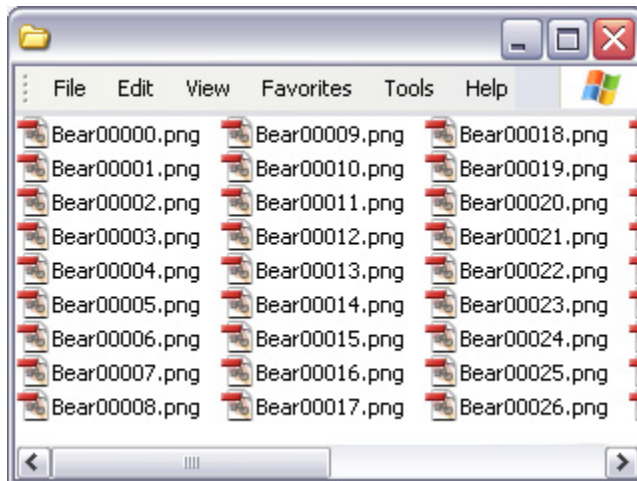 File Edit View Favorites Tools Help
Bear00000.png Bear00009.png Bear00018.png
Bear00001.png Bear00010.png Bear00019.png
Bear00002.png Bear00011.png Bear00020.png
Bear00003.png Bear00012.png Bear00021.png
Bear00004.png Bear00013.png Bear00022.png
Bear00005.png Bear00014.png Bear00023.png
Bear00006.png Bear00015.png Bear00024.png
Bear00007.png Bear00016.png Bear00025.png
Bear00008.png Bear00017.png Bear00026.png